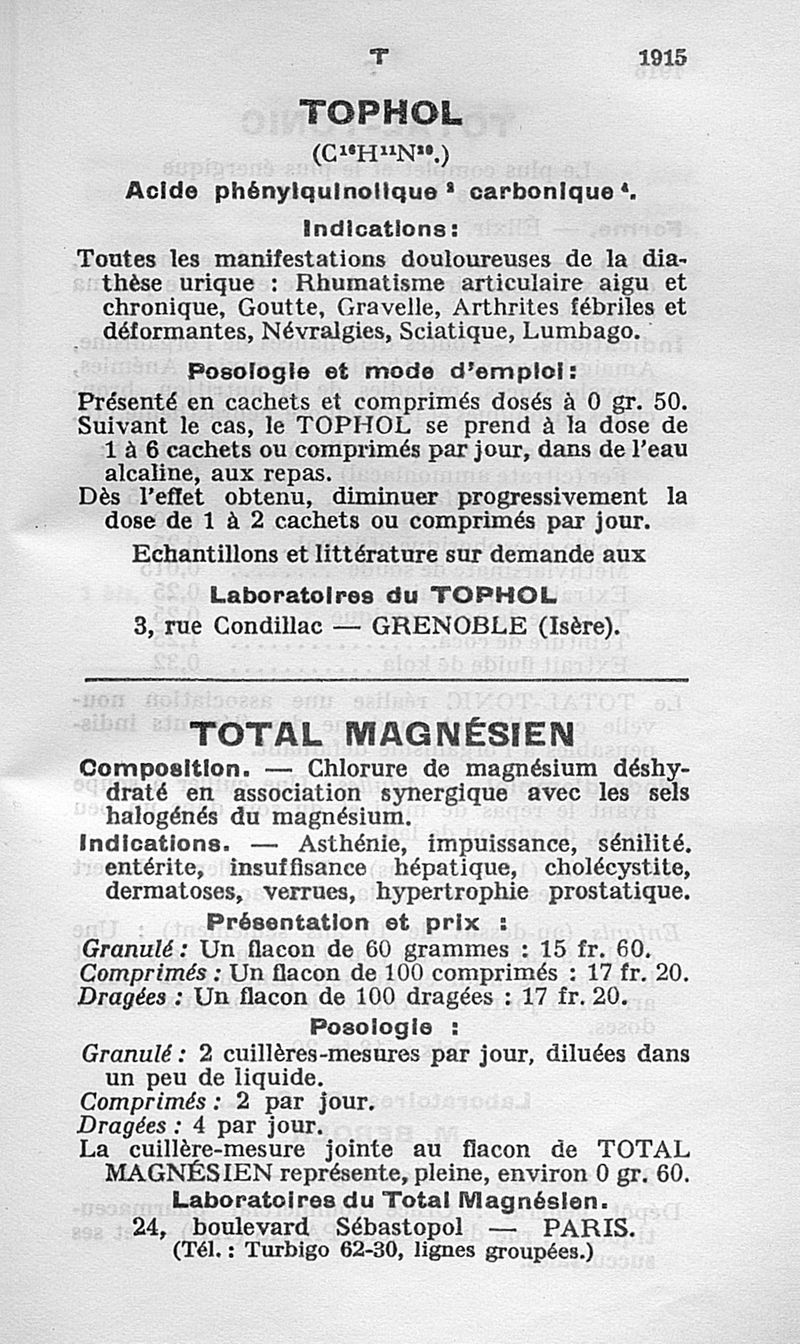 T 1915
TOPHOL
(C¹⁶H¹¹N²⁰.)
Acide phénylquinolique ² carbonique ⁴.
Indications:
Toutes les manifestations douloureuses de la dia-
thèse urique : Rhumatisme articulaire aigu et
chronique, Goutte, Gravelle, Arthrites fébriles et
déformantes, Névralgies, Sciatique, Lumbago.
Posologie et mode d'emploi:
Présenté en cachets et comprimés dosés à 0 gr. 50.
Suivant le cas, le TOPHOL se prend à la dose de
1 à 6 cachets ou comprimés par jour, dans de l'eau
alcaline, aux repas.
Dès l'effet obtenu, diminuer progressivement la
dose de 1 à 2 cachets ou comprimés par jour.
Echantillons et littérature sur demande aux
Laboratoires du TOPHOL
3, rue Condillac — GRENOBLE (Isère).
TOTAL MAGNÉSIEN
Composition. — Chlorure de magnésium déshy-
draté en association synergique avec les sels
halogénés du magnésium.
Indications. — Asthénie, impuissance, sénilité.
entérite, insuffisance hépatique, cholécystite,
dermatoses, verrues, hypertrophie prostatique.
Présentation et prix :
Granulé : Un flacon de 60 grammes : 15 fr. 60.
Comprimés : Un flacon de 100 comprimés : 17 fr. 20.
Dragées : Un flacon de 100 dragées : 17 fr. 20.
Posologie :
Granulé : 2 cuillères-mesures par jour, diluées dans
un peu de liquide.
Comprimés : 2 par jour.
Dragées : 4 par jour.
La cuillère-mesure jointe au flacon de TOTAL
MAGNÉSIEN représente, pleine, environ 0 gr. 60.
Laboratoires du Total Magnésien.
24, boulevard Sébastopol — PARIS.
(Tél. : Turbigo 62-30, lignes groupées.)